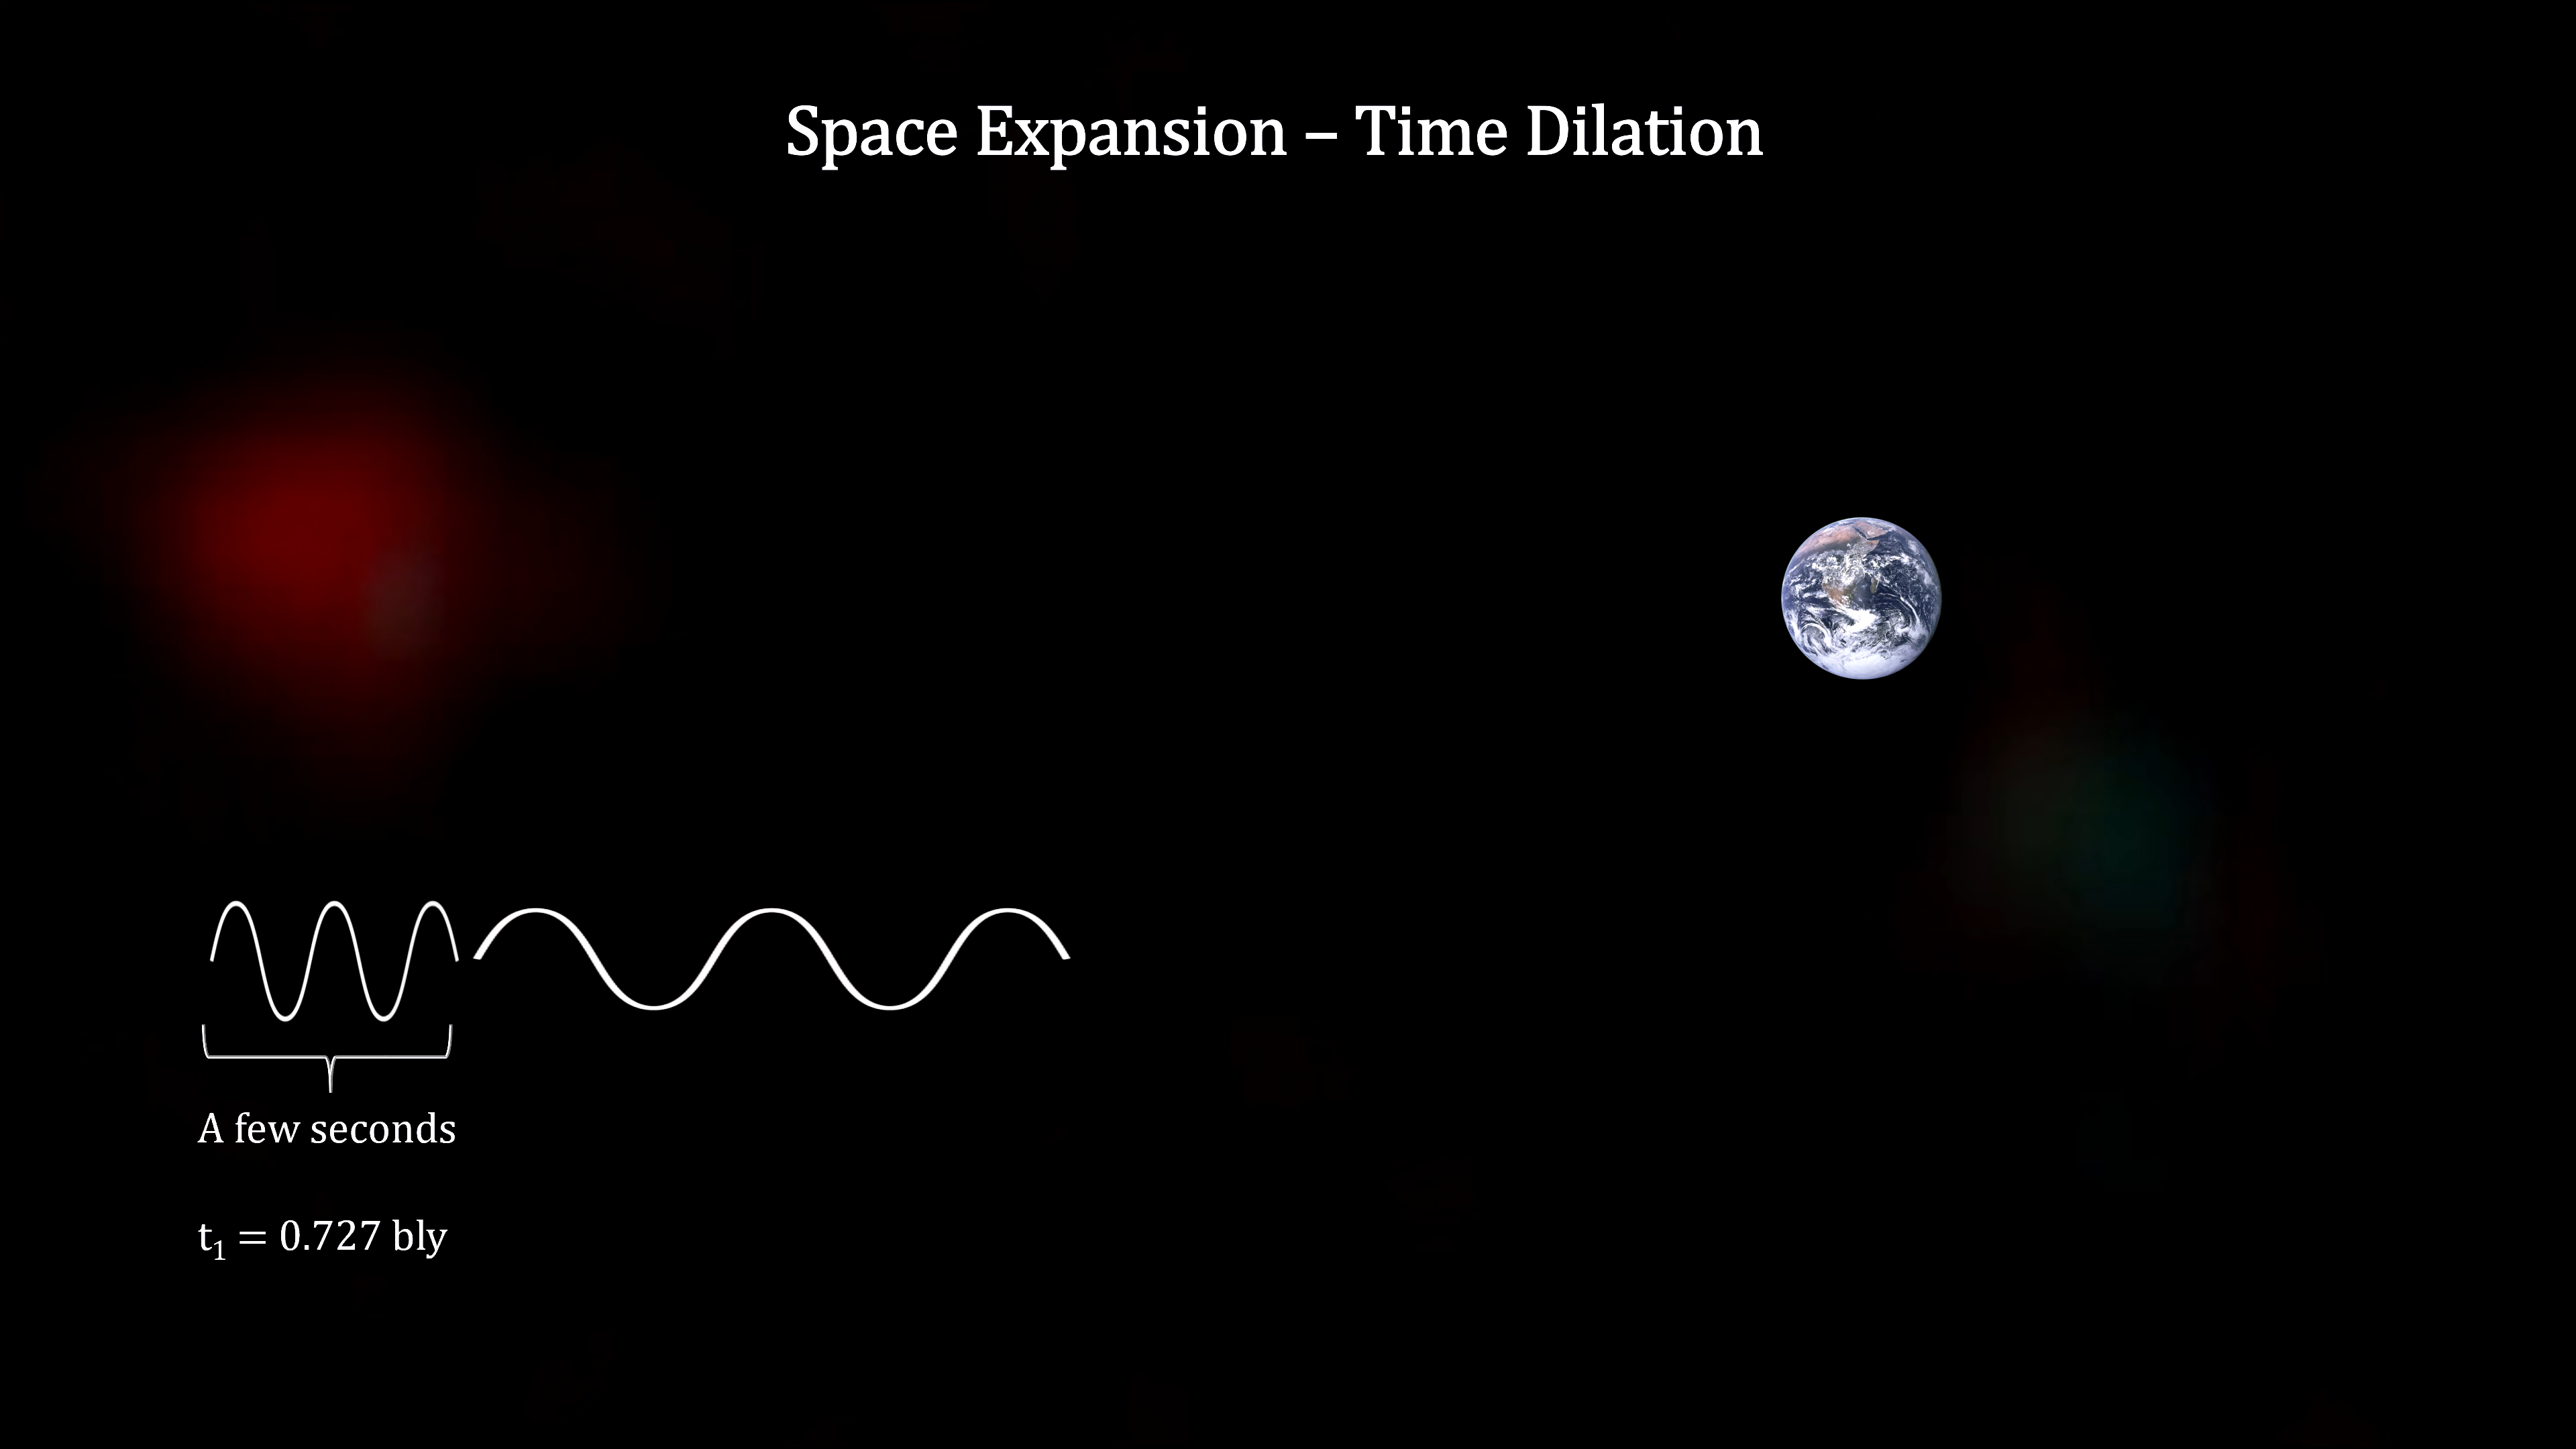 Space Expansion – Time Dilation
A few seconds
t₁ = 0.727 bly